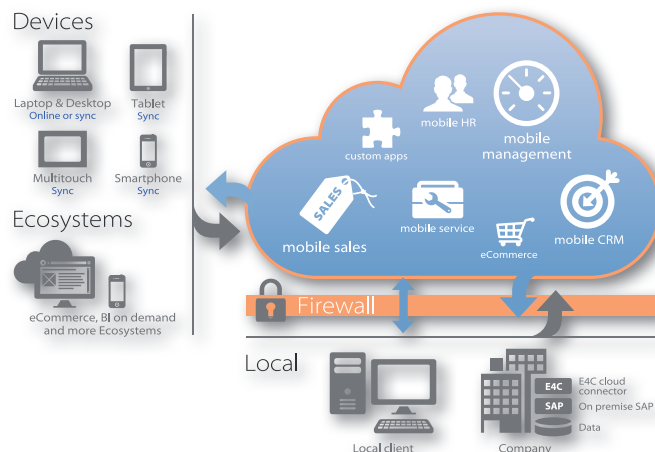 Devices
Laptop & Desktop
Online or sync
Tablet
Sync
Multitouch
Sync
Smartphone
Sync
Ecosystems
eCommerce, BI on demand
and more Ecosystems
mobile HR
mobile
management
custom apps
SALES
mobile sales
mobile service
eCommerce
mobile CRM
Firewall
Local
Local client
Company
E4C
E4C cloud
connector
SAP
On premise SAP
Data